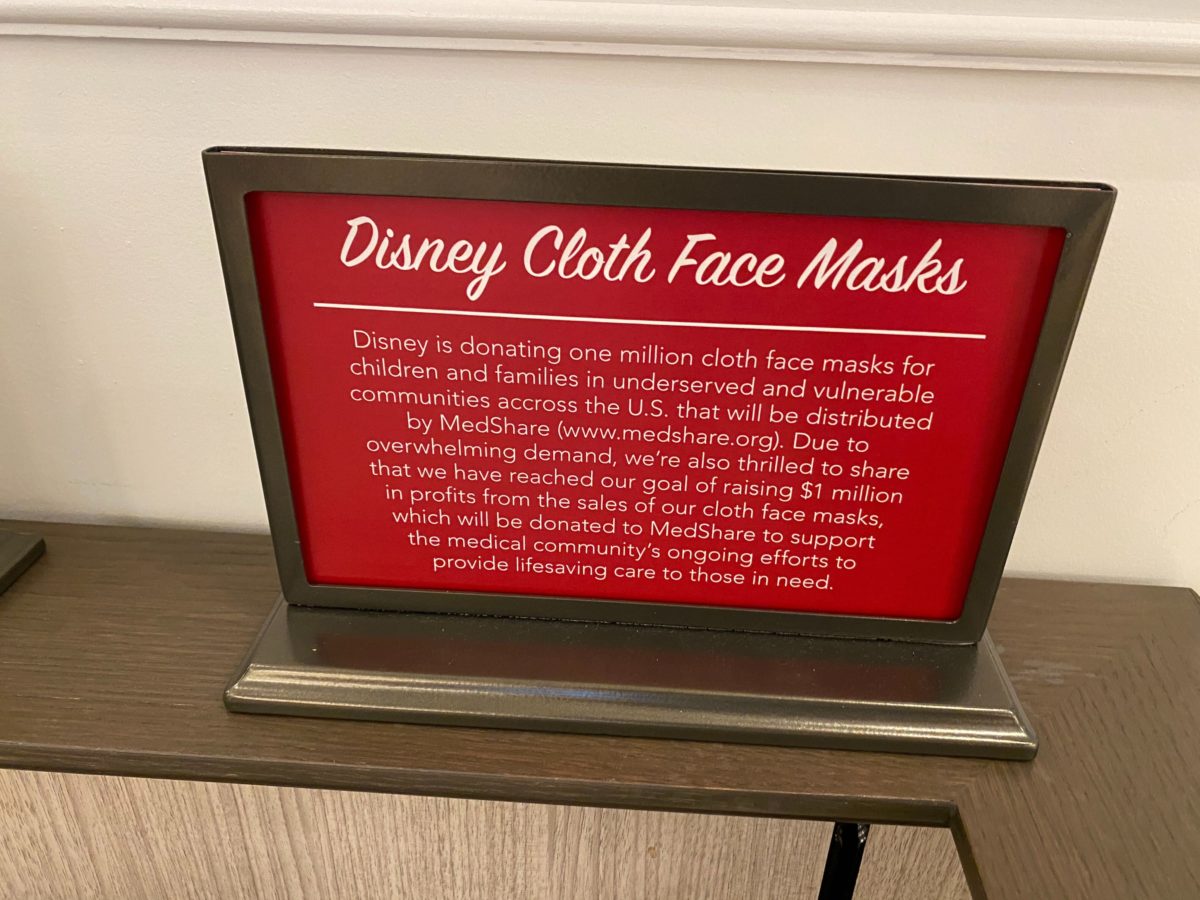 Disney Cloth Face Masks
Disney is donating one million cloth face masks for
children and families in underserved and vulnerable
communities accross the U.S. that will be distributed
by MedShare (www.medshare.org). Due to
overwhelming demand, we're also thrilled to share
that we have reached our goal of raising $1 million
in profits from the sales of our cloth face masks,
which will be donated to MedShare to support
the medical community's ongoing efforts to
provide lifesaving care to those in need.